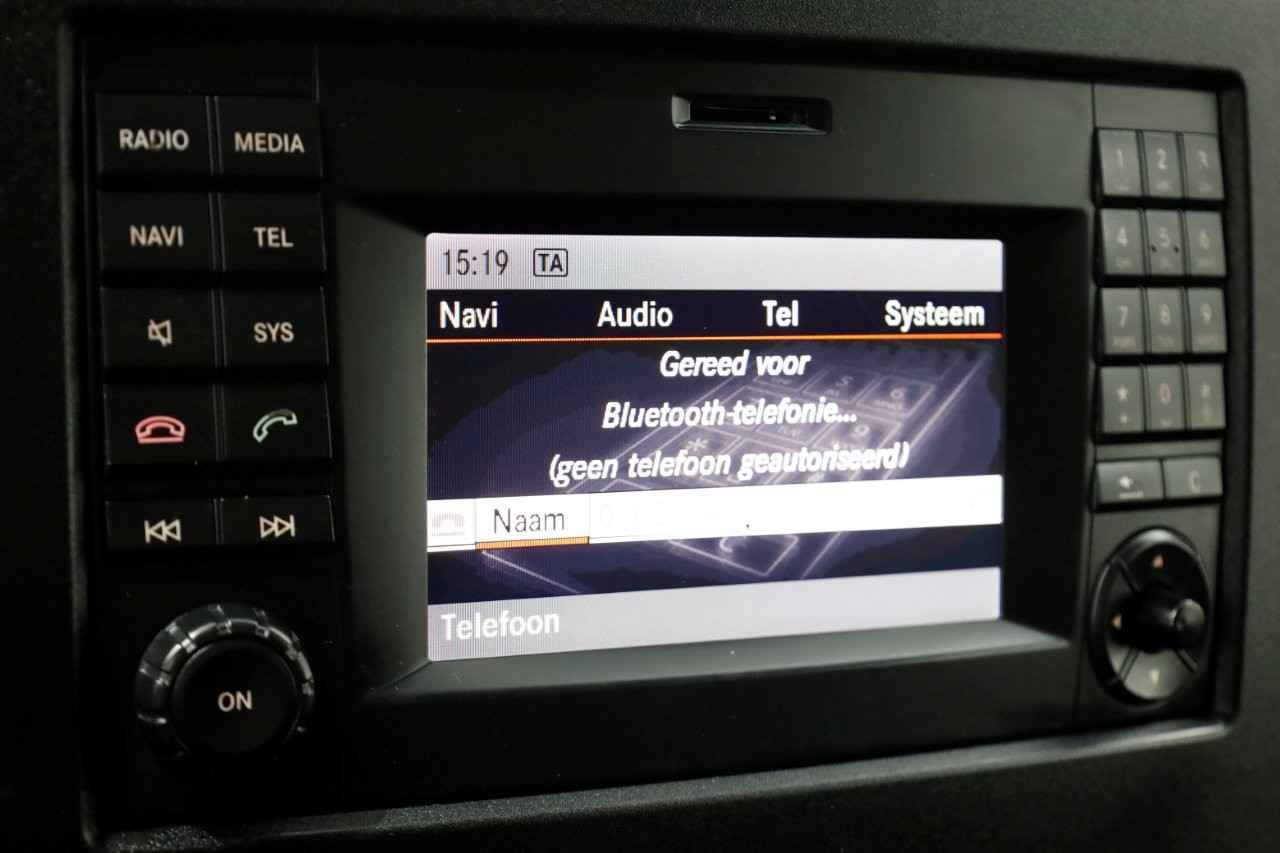 RADIO MEDIA
NAVI TEL
SYS
ON
15:19 TA
Navi Audio Tel Systeem
Gereed voor
Bluetooth-telefonie...
(geen telefoon geautoriseerd)
Naam
Telefoon
1 2 3
4 5 6
7 8 9
* 0 #
* C